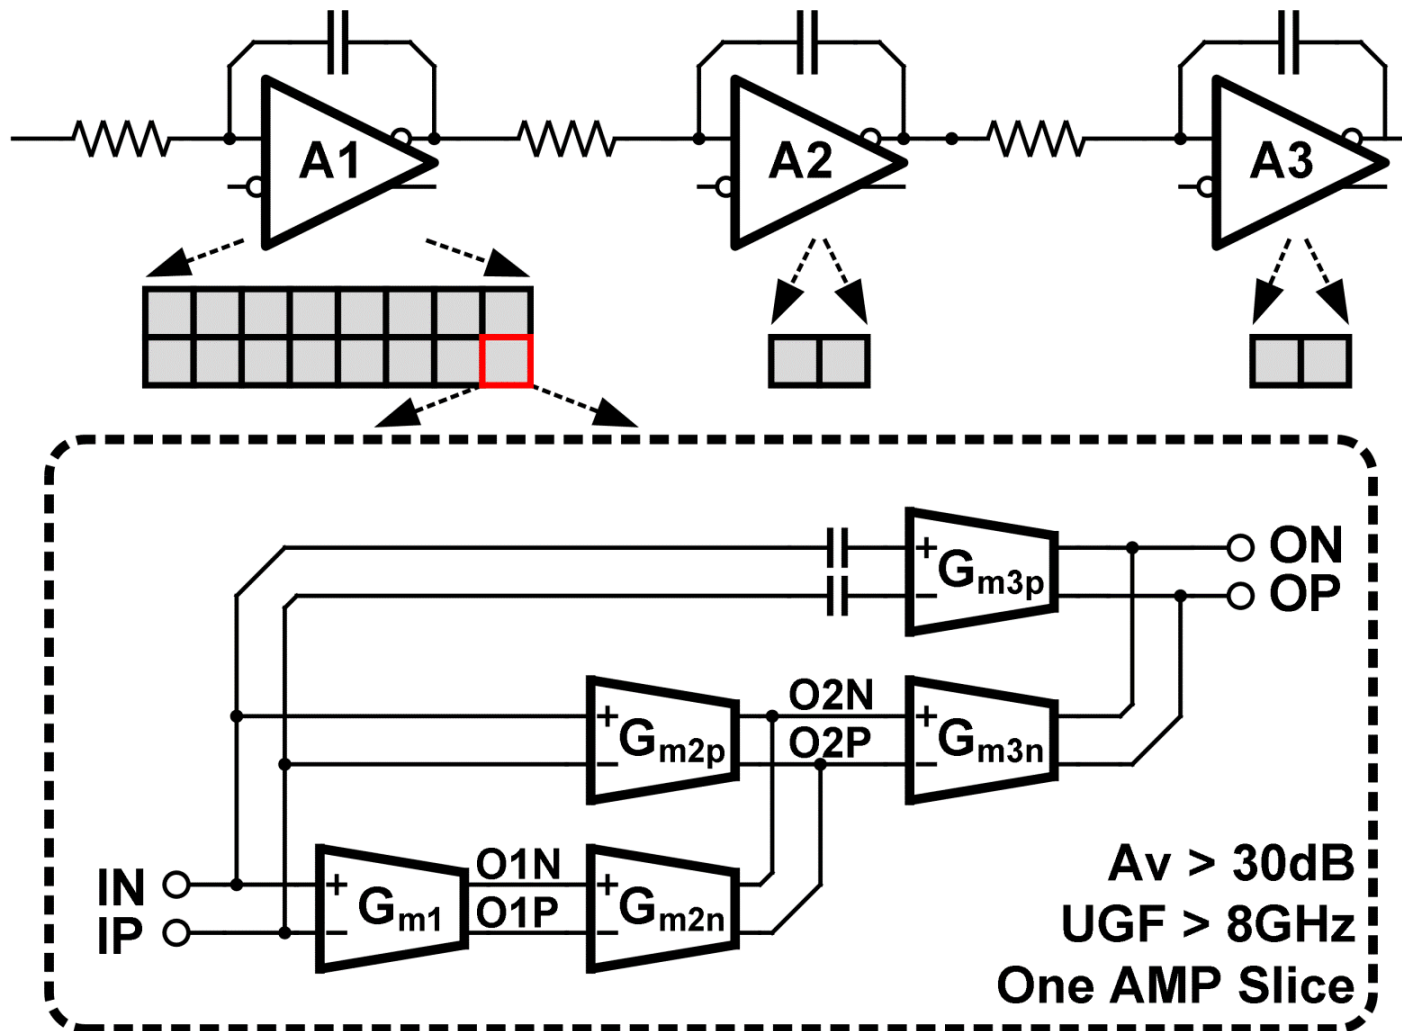 A1
A2
A3
+
Gm3p
−
ON
OP
+
Gm2p
−
O2N
O2P
+
Gm3n
−
IN
IP
+
Gm1
−
O1N
O1P
+
Gm2n
−
Av > 30dB
UGF > 8GHz
One AMP Slice